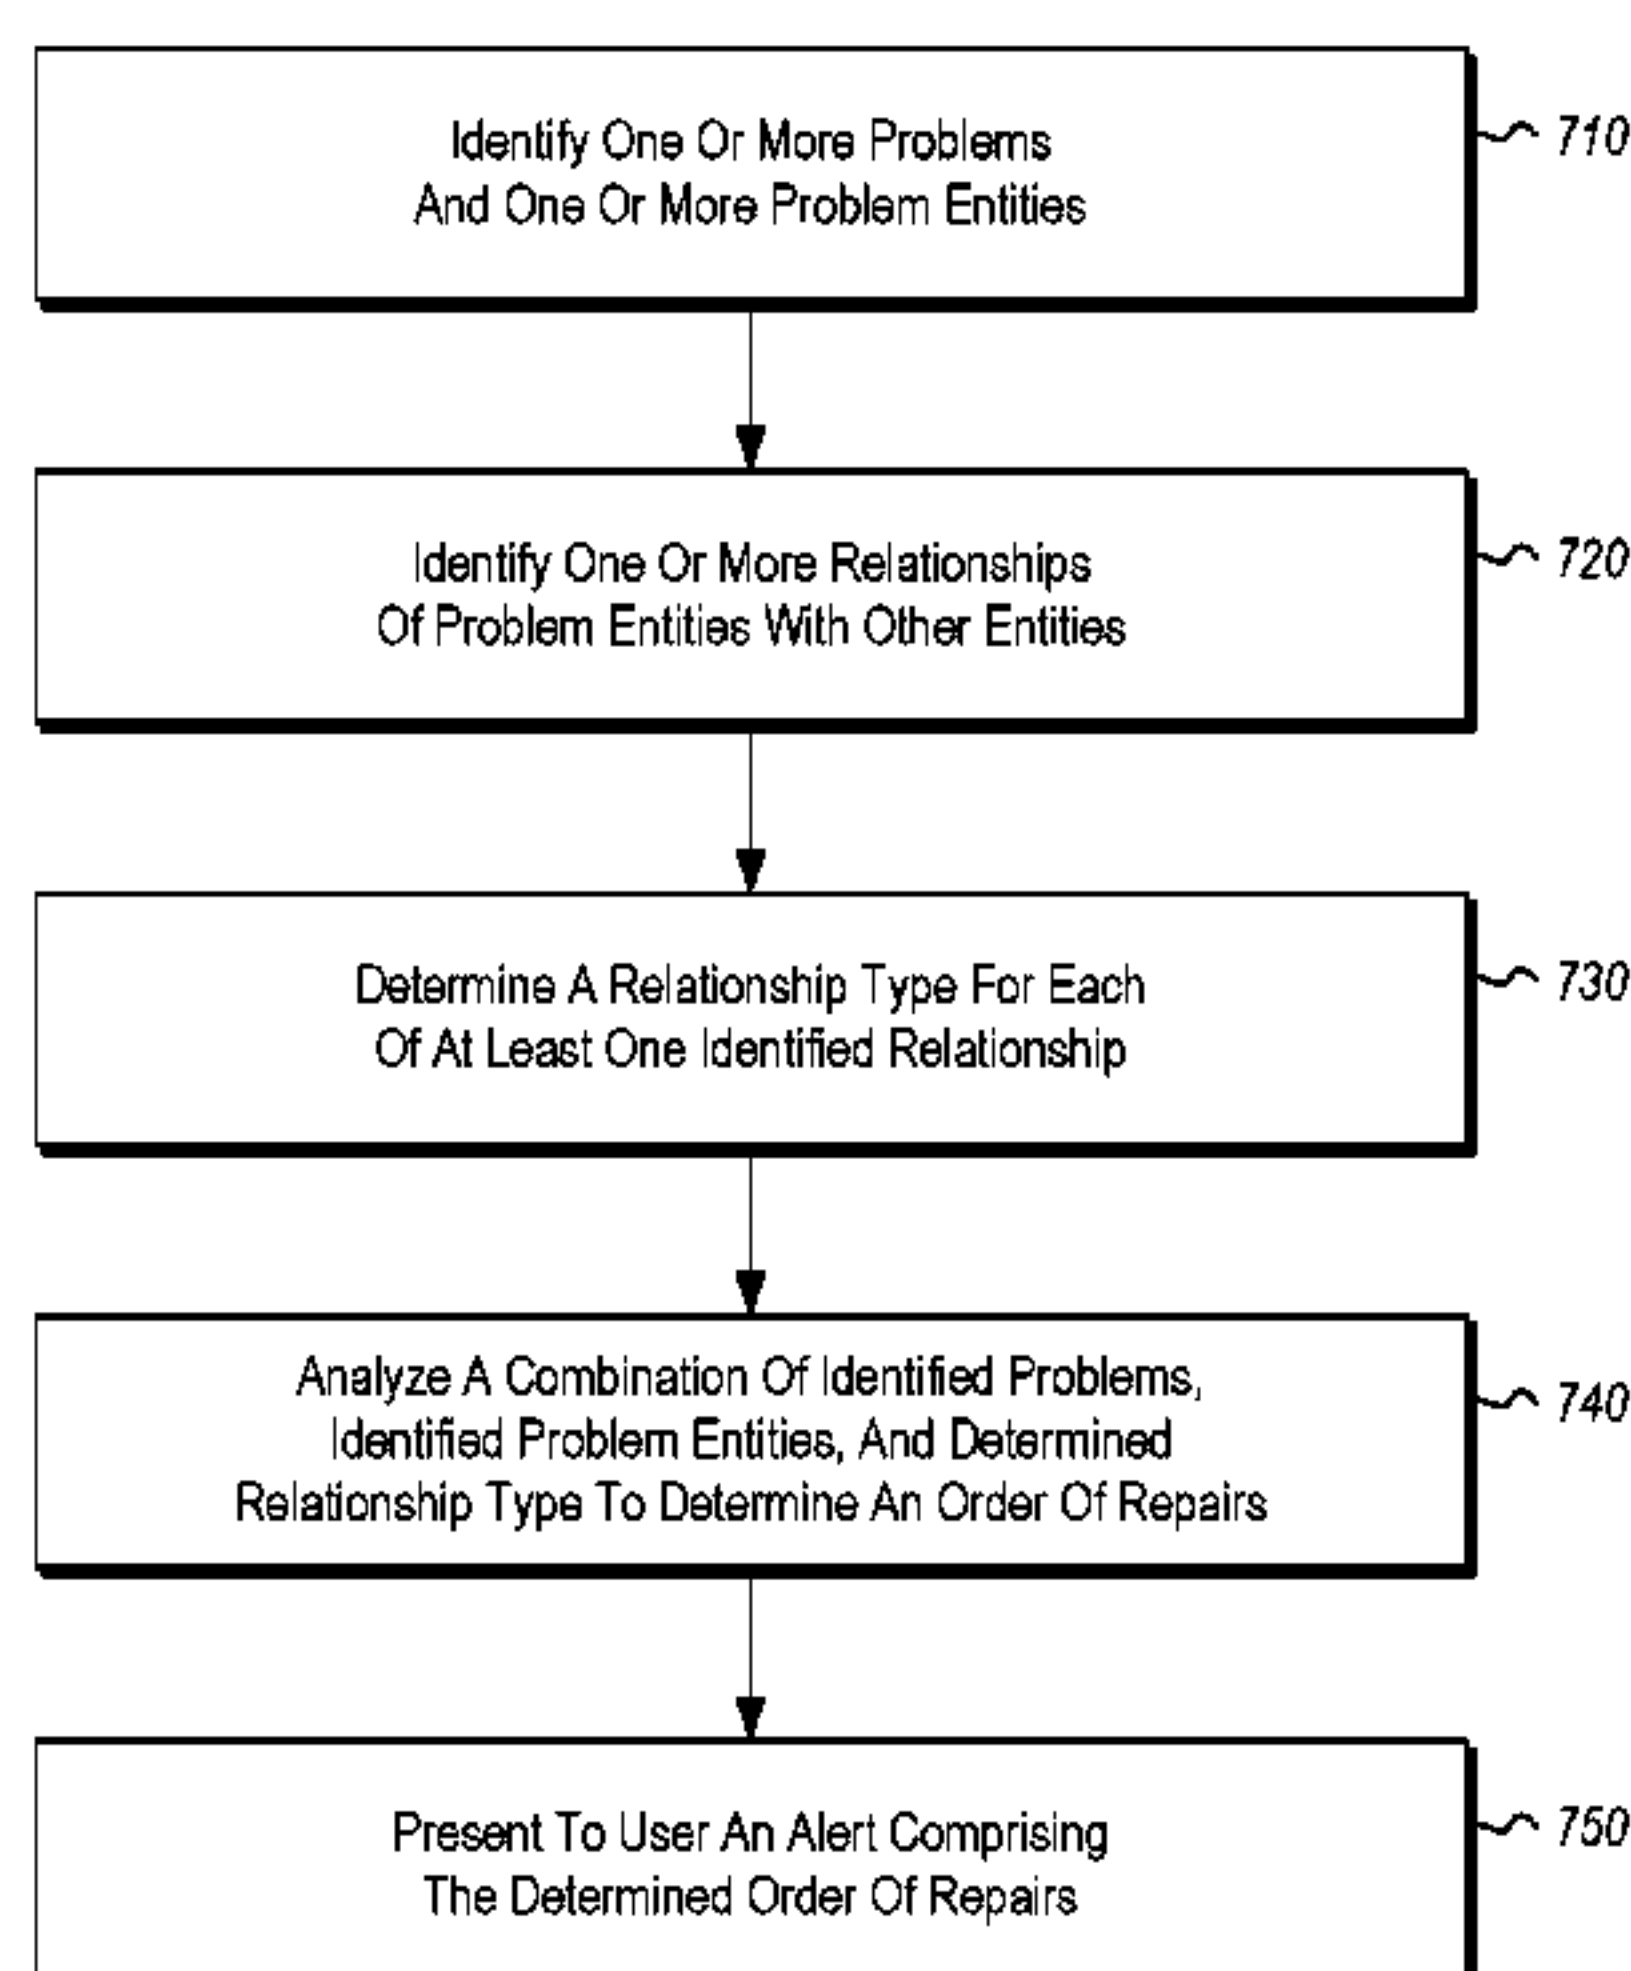 Identify One Or More Problems
And One Or More Problem Entities
710
Identify One Or More Relationships
Of Problem Entities With Other Entities
720
Determine A Relationship Type For Each
Of At Least One Identified Relationship
730
Analyze A Combination Of Identified Problems,
Identified Problem Entities, And Determined
Relationship Type To Determine An Order Of Repairs
740
Present To User An Alert Comprising
The Determined Order Of Repairs
750